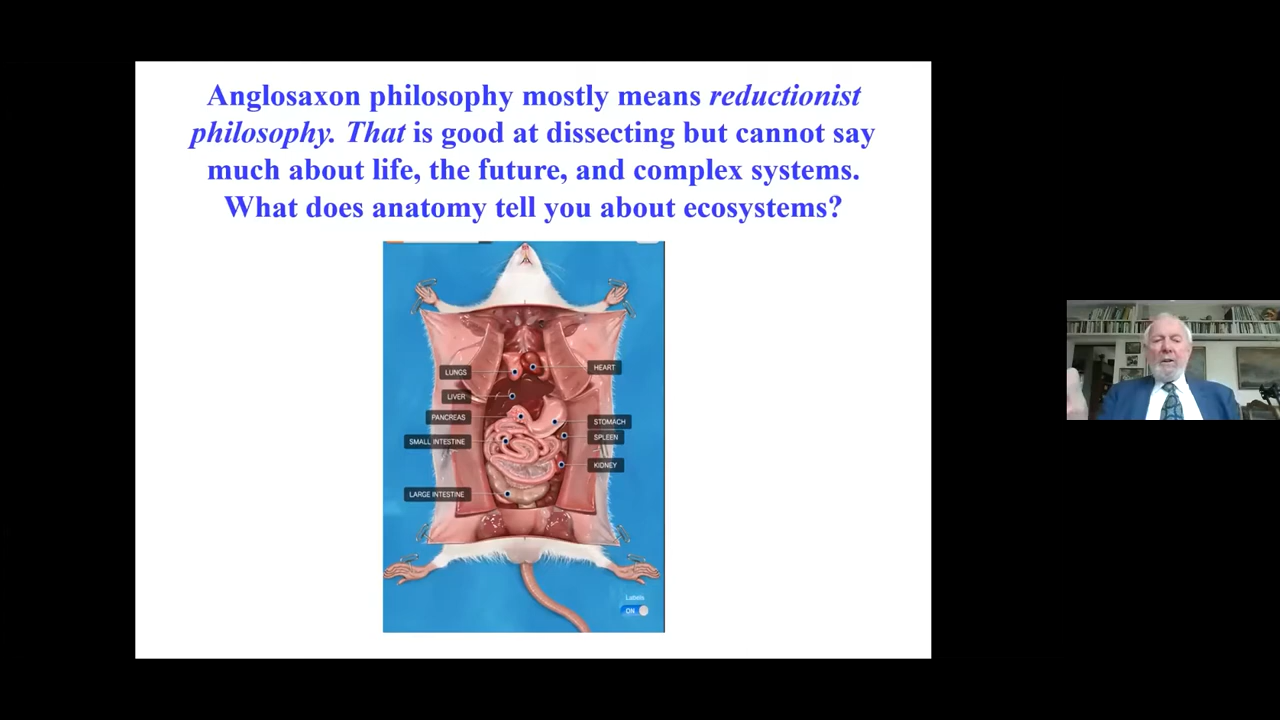 Anglosaxon philosophy mostly means reductionist
philosophy. That is good at dissecting but cannot say
much about life, the future, and complex systems.
What does anatomy tell you about ecosystems?
LUNGS
HEART
LIVER
PANCREAS
STOMACH
SMALL INTESTINE
SPLEEN
KIDNEY
LARGE INTESTINE
Labels
ON